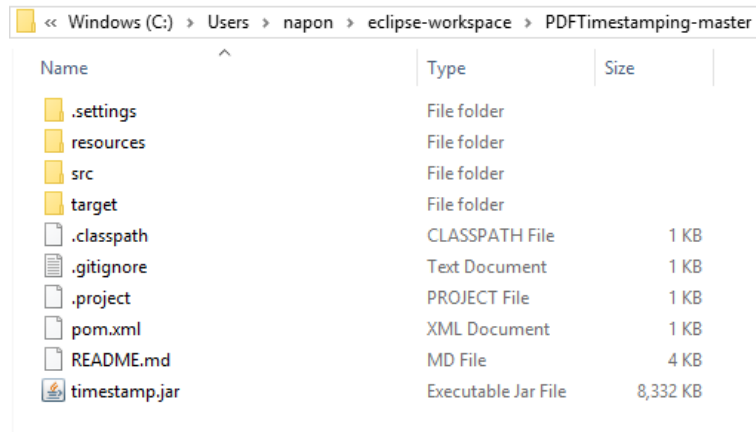 « Windows (C:) > Users > napon > eclipse-workspace > PDFTimestamping-master
Name Type Size
.settings File folder
resources File folder
src File folder
target File folder
.classpath CLASSPATH File 1 KB
.gitignore Text Document 1 KB
.project PROJECT File 1 KB
pom.xml XML Document 1 KB
README.md MD File 4 KB
timestamp.jar Executable Jar File 8,332 KB